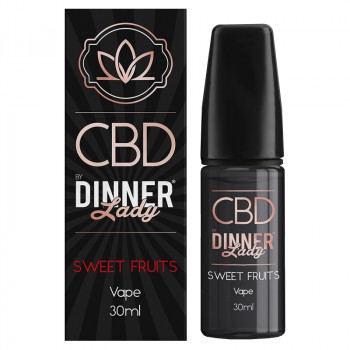 CBD
BY
DINNER®
Lady
SWEET FRUITS
Vape
30ml
CBD
BY
DINNER®
Lady
SWEET FRUITS
Vape
30ml